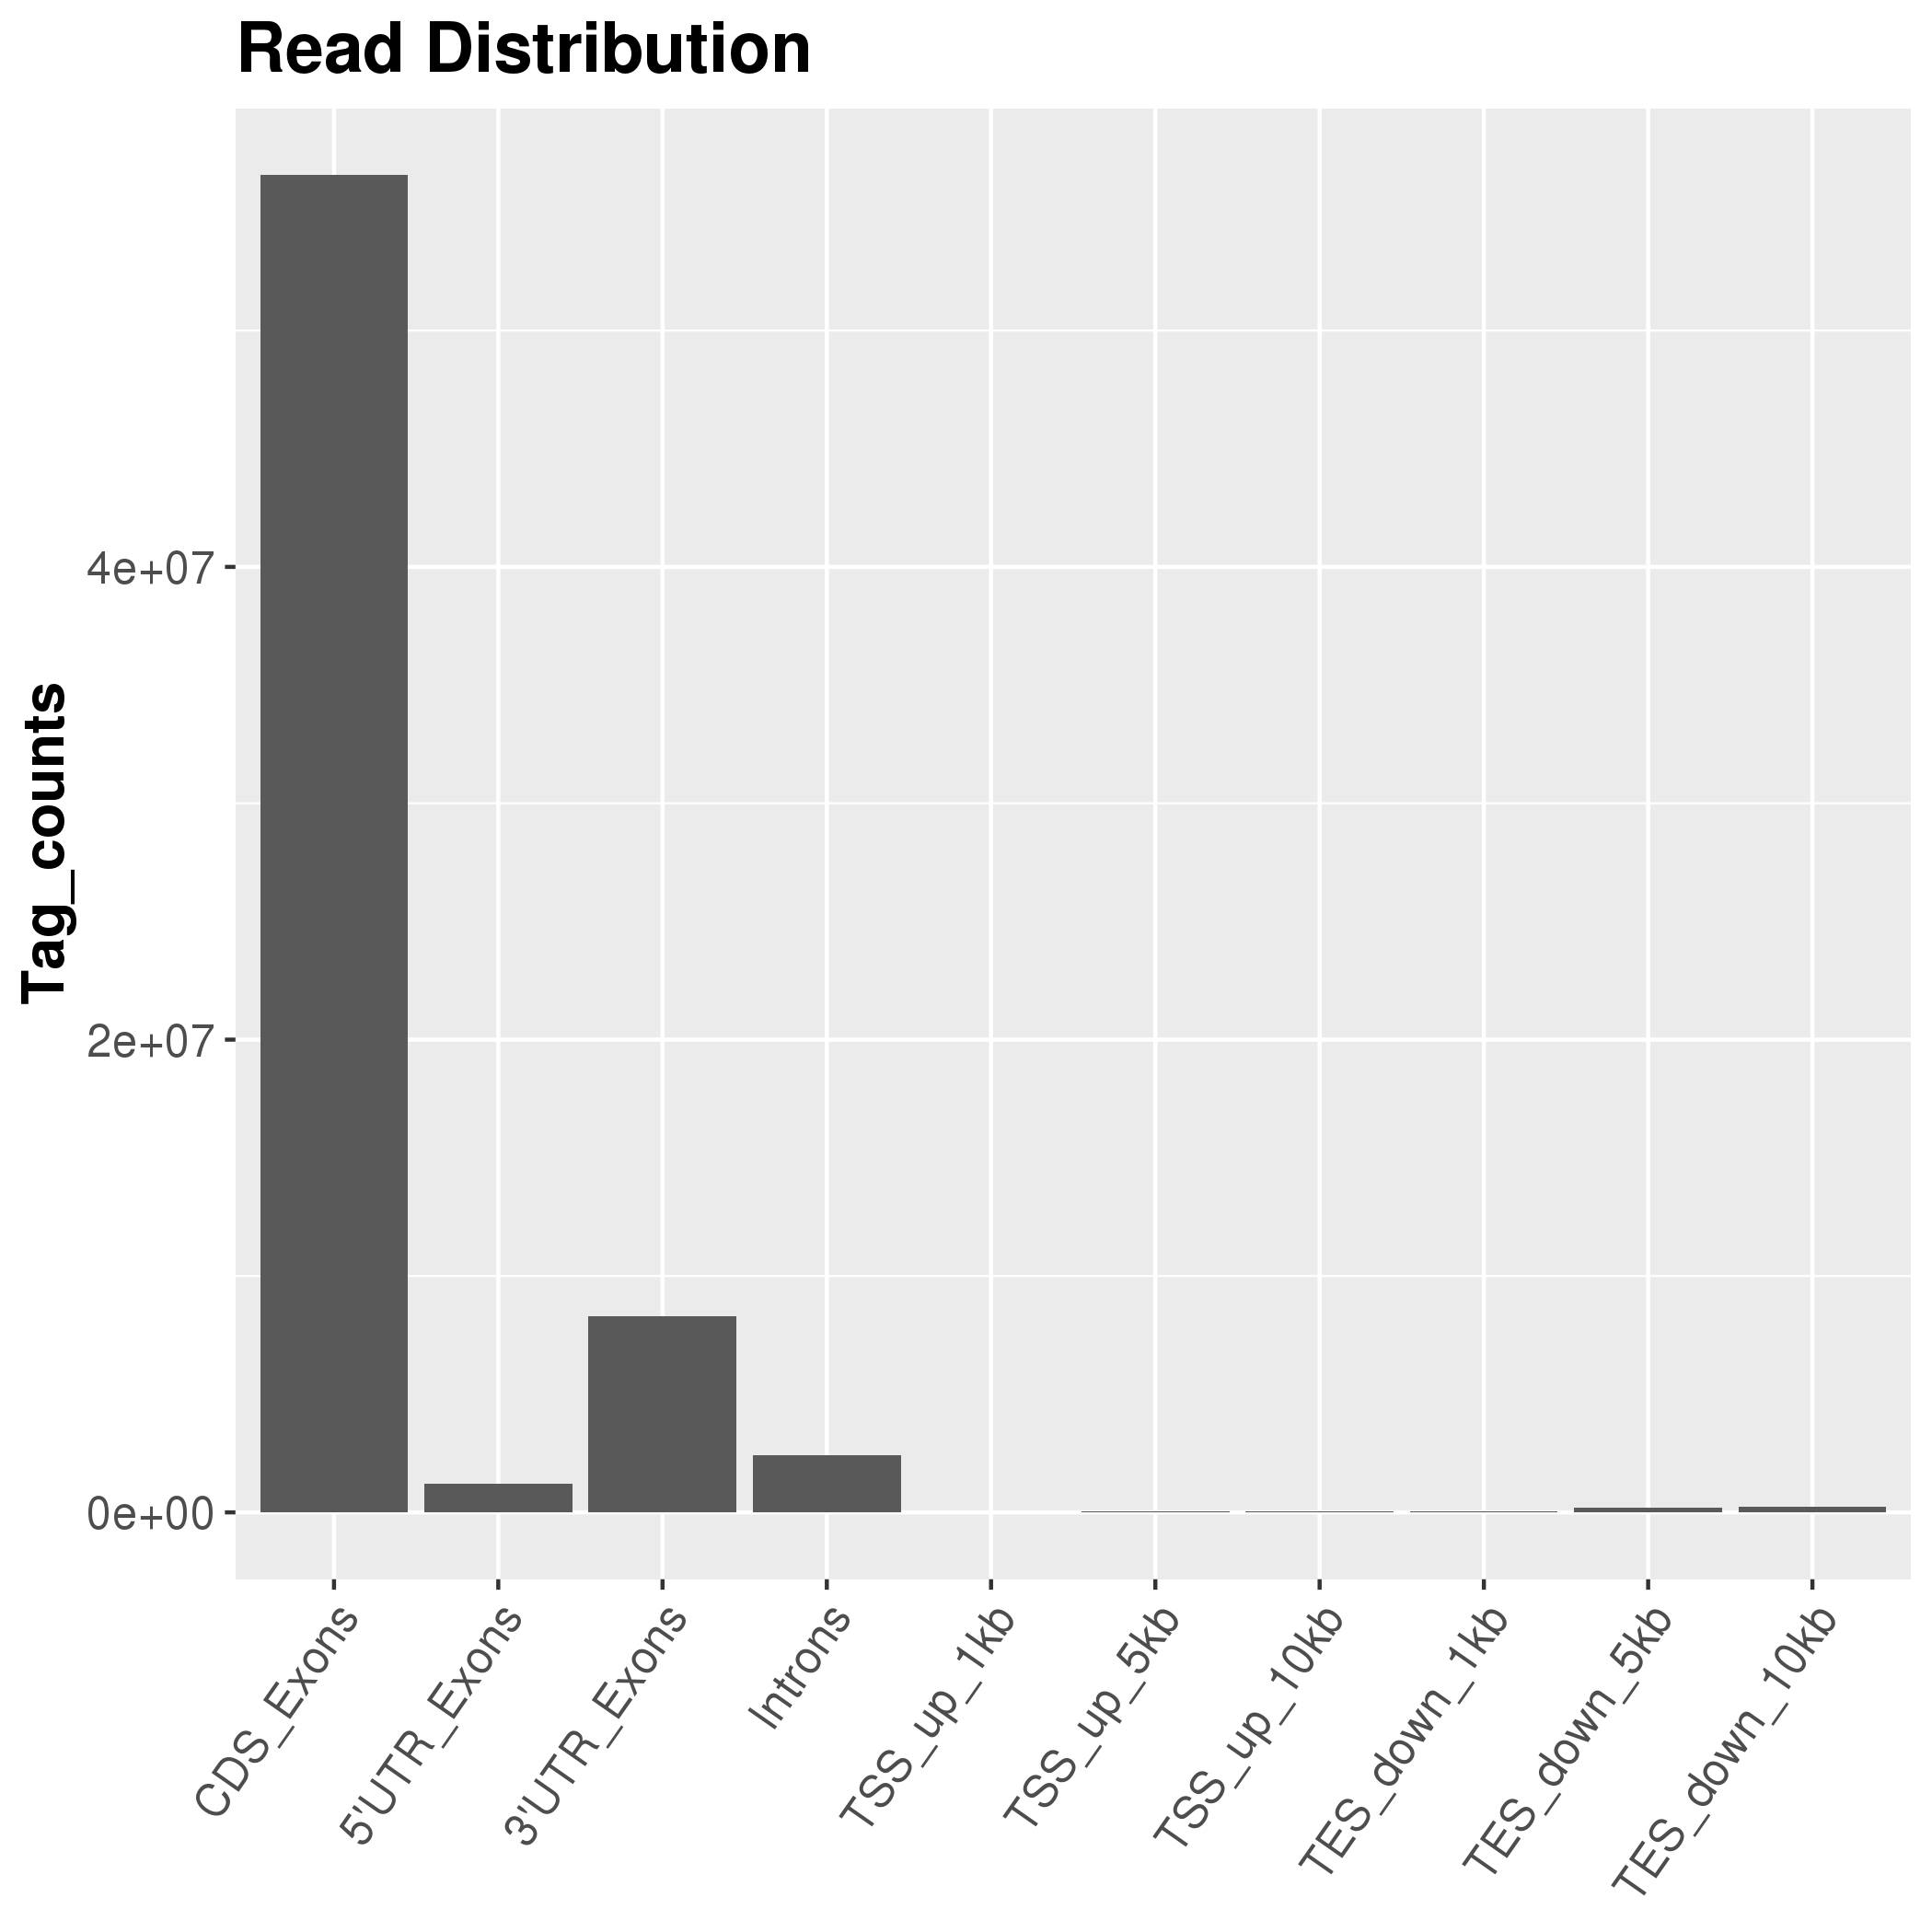 Read Distribution
Tag_counts
4e+07
2e+07
0e+00
CDS_Exons
5'UTR_Exons
3'UTR_Exons
Introns
TSS_up_1kb
TSS_up_5kb
TSS_up_10kb
TES_down_1kb
TES_down_5kb
TES_down_10kb